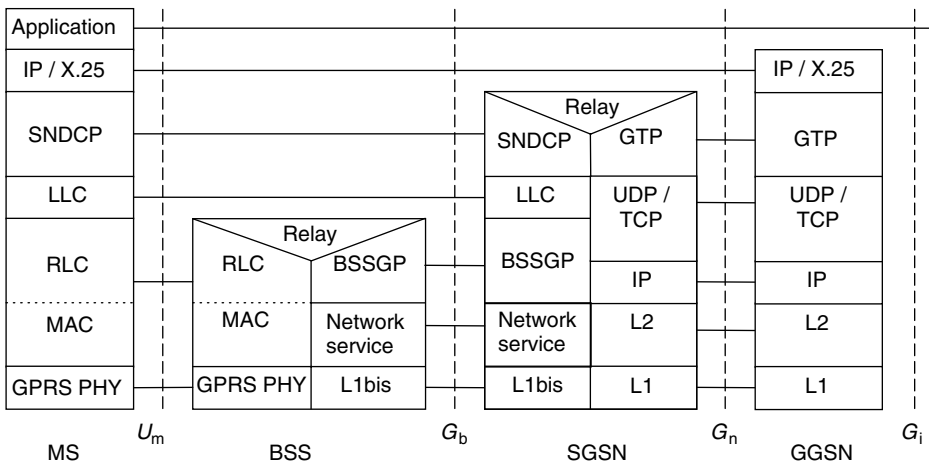 Application
IP / X.25
SNDCP
LLC
RLC
MAC
GPRS PHY
MS
Um
Relay
RLC
BSSGP
MAC
Network
service
GPRS PHY
L1bis
BSS
Gb
Relay
SNDCP
GTP
LLC
UDP /
TCP
BSSGP
IP
Network
service
L2
L1bis
L1
SGSN
Gn
IP / X.25
GTP
UDP /
TCP
IP
L2
L1
GGSN
Gi